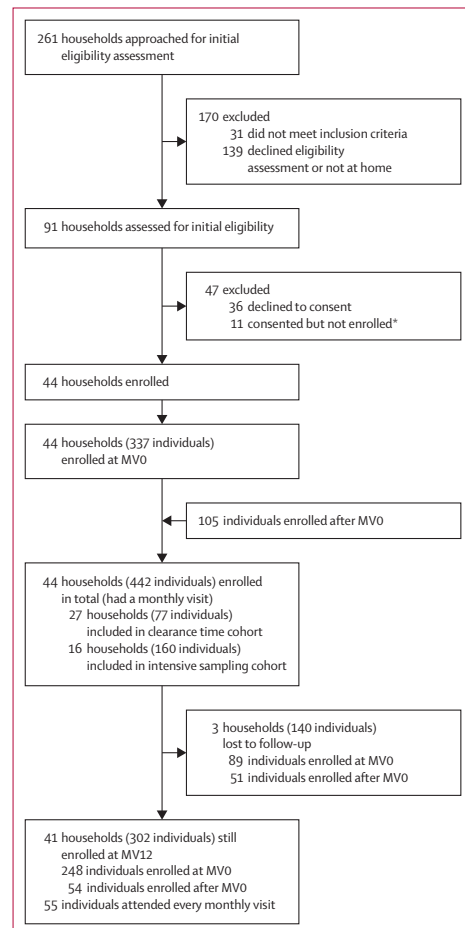 261 households approached for initial
eligibility assessment
170 excluded
31 did not meet inclusion criteria
139 declined eligibility
assessment or not at home
91 households assessed for initial eligibility
47 excluded
36 declined to consent
11 consented but not enrolled*
44 households enrolled
44 households (337 individuals)
enrolled at MV0
105 individuals enrolled after MV0
44 households (442 individuals) enrolled
in total (had a monthly visit)
27 households (77 individuals)
included in clearance time cohort
16 households (160 individuals)
included in intensive sampling cohort
3 households (140 individuals)
lost to follow-up
89 individuals enrolled at MV0
51 individuals enrolled after MV0
41 households (302 individuals) still
enrolled at MV12
248 individuals enrolled at MV0
54 individuals enrolled after MV0
55 individuals attended every monthly visit